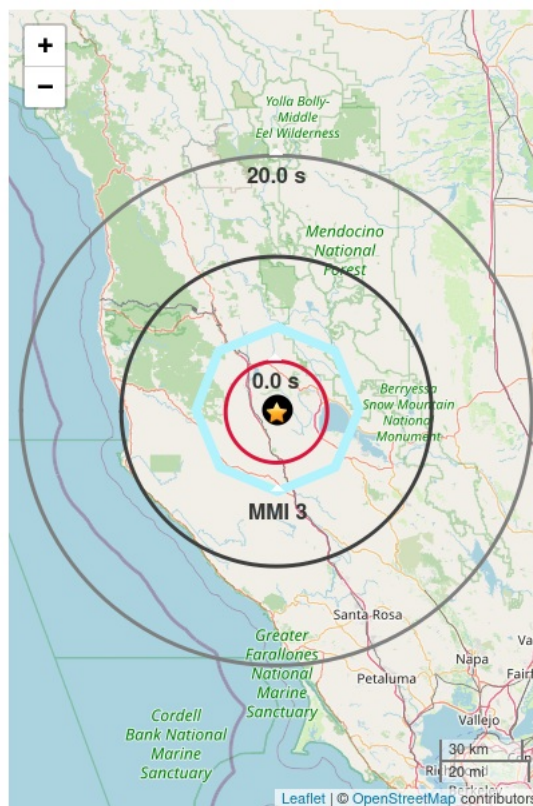 +
−
Yolla Bolly-
Middle
Eel Wilderness
20.0 s
Mendocino
National
Forest
0.0 s
Berryessa
Snow Mountain
National
Monument
MMI 3
Santa Rosa
Greater
Farallones
National
Marine
Sanctuary
Napa
Petaluma
Vallejo
Cordell
Bank National
Marine
Sanctuary
30 km
20 mi
Leaflet | © OpenStreetMap contributors